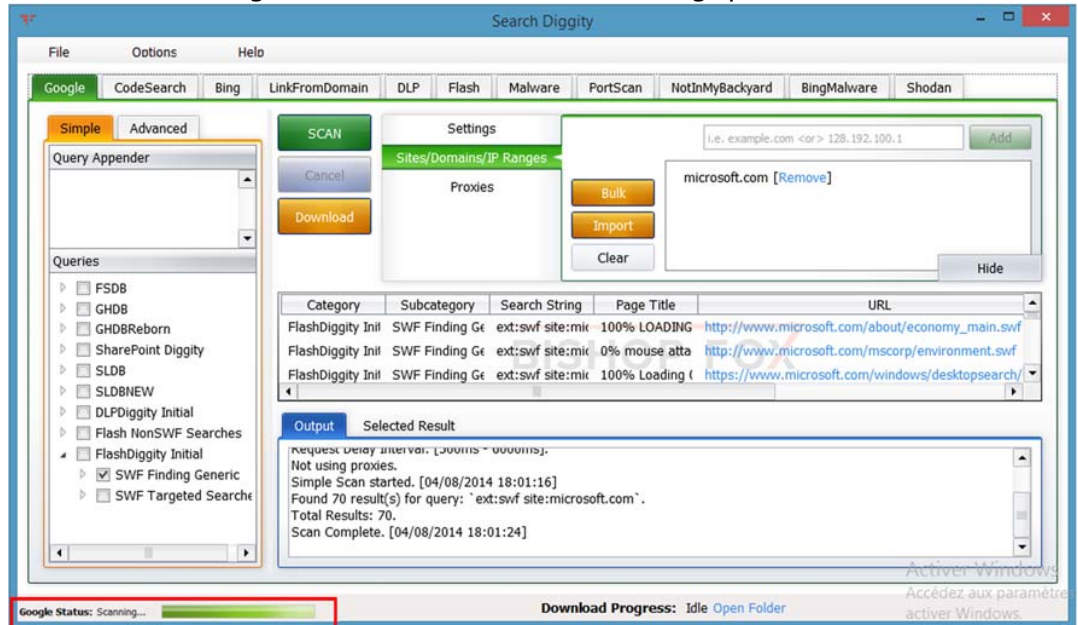 Search Diggity
File Options Help
Google CodeSearch Bing LinkFromDomain DLP Flash Malware PortScan NotInMyBackyard BingMalware Shodan
Simple Advanced
Query Appender
Queries
FSDB
GHDB
GHDBReborn
SharePoint Diggity
SLDB
SLDBNEW
DLPDiggity Initial
Flash NonSWF Searches
FlashDiggity Initial
SWF Finding Generic
SWF Targeted Searche
SCAN
Cancel
Download
Settings
Sites/Domains/IP Ranges
Proxies
i.e. example.com <or> 128.192.100.1 Add
Bulk
Import
Clear
microsoft.com [Remove]
Hide
Category Subcategory Search String Page Title URL
FlashDiggity Init SWF Finding Ge ext:swf site:mic 100% LOADING http://www.microsoft.com/about/economy_main.swf
FlashDiggity Init SWF Finding Ge ext:swf site:mic 0% mouse atta http://www.microsoft.com/mscorp/environment.swf
FlashDiggity Init SWF Finding Ge ext:swf site:mic 100% Loading ( https://www.microsoft.com/windows/desktopsearch/
BISHOP FOX
Output Selected Result
Request Delay Interval: [500ms - 6000ms].
Not using proxies.
Simple Scan started. [04/08/2014 18:01:16]
Found 70 result(s) for query: `ext:swf site:microsoft.com`.
Total Results: 70.
Scan Complete. [04/08/2014 18:01:24]
Google Status: Scanning...
Download Progress: Idle Open Folder
Activer Windows
Accédez aux paramètre
activer Windows.